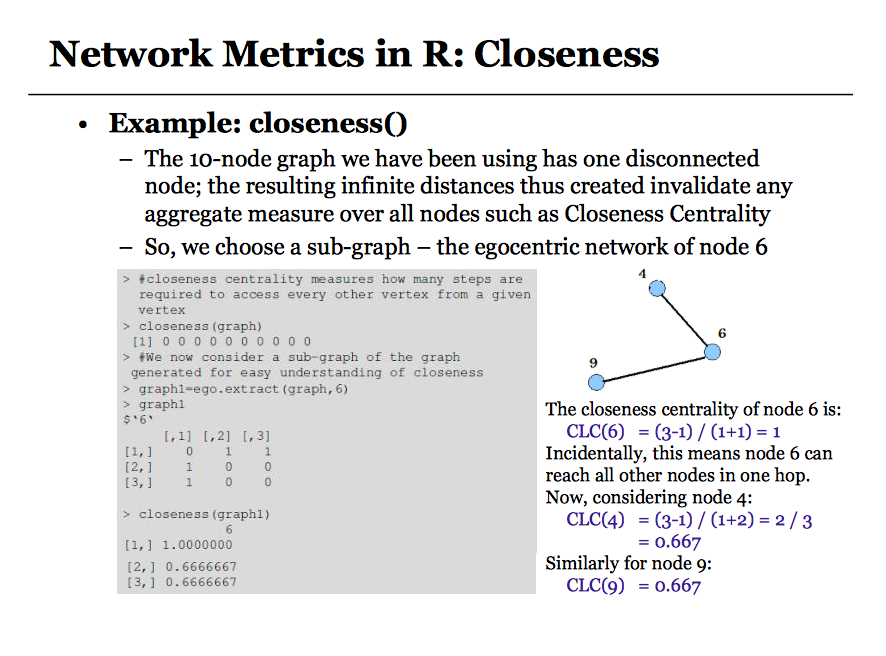 Network Metrics in R: Closeness
• Example: closeness()
– The 10-node graph we have been using has one disconnected
node; the resulting infinite distances thus created invalidate any
aggregate measure over all nodes such as Closeness Centrality
– So, we choose a sub-graph – the egocentric network of node 6
> #closeness centrality measures how many steps are
required to access every other vertex from a given
vertex
> closeness(graph)
[1] 0 0 0 0 0 0 0 0 0 0
> #We now consider a sub-graph of the graph
generated for easy understanding of closeness
> graph1=ego.extract(graph,6)
> graph1
$`6`
[,1] [,2] [,3]
[1,] 0 1 1
[2,] 1 0 0
[3,] 1 0 0
> closeness(graph1)
6
[1,] 1.0000000
[2,] 0.6666667
[3,] 0.6666667
4
6
9
The closeness centrality of node 6 is:
CLC(6) = (3-1) / (1+1) = 1
Incidentally, this means node 6 can
reach all other nodes in one hop.
Now, considering node 4:
CLC(4) = (3-1) / (1+2) = 2 / 3
= 0.667
Similarly for node 9:
CLC(9) = 0.667